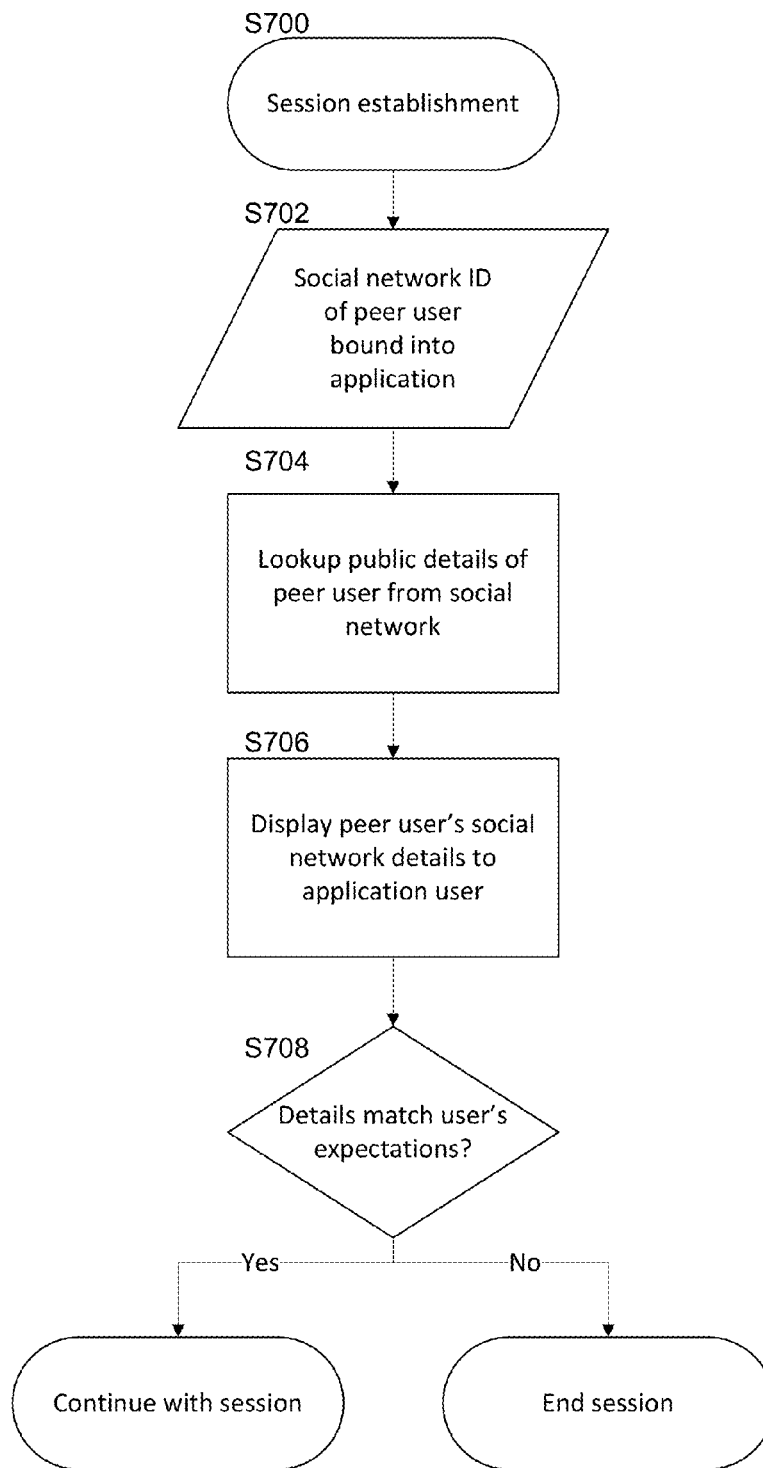 S700
Session establishment
S702
Social network ID
of peer user
bound into
application
S704
Lookup public details of
peer user from social
network
S706
Display peer user's social
network details to
application user
S708
Details match user's
expectations?
Yes
No
Continue with session
End session